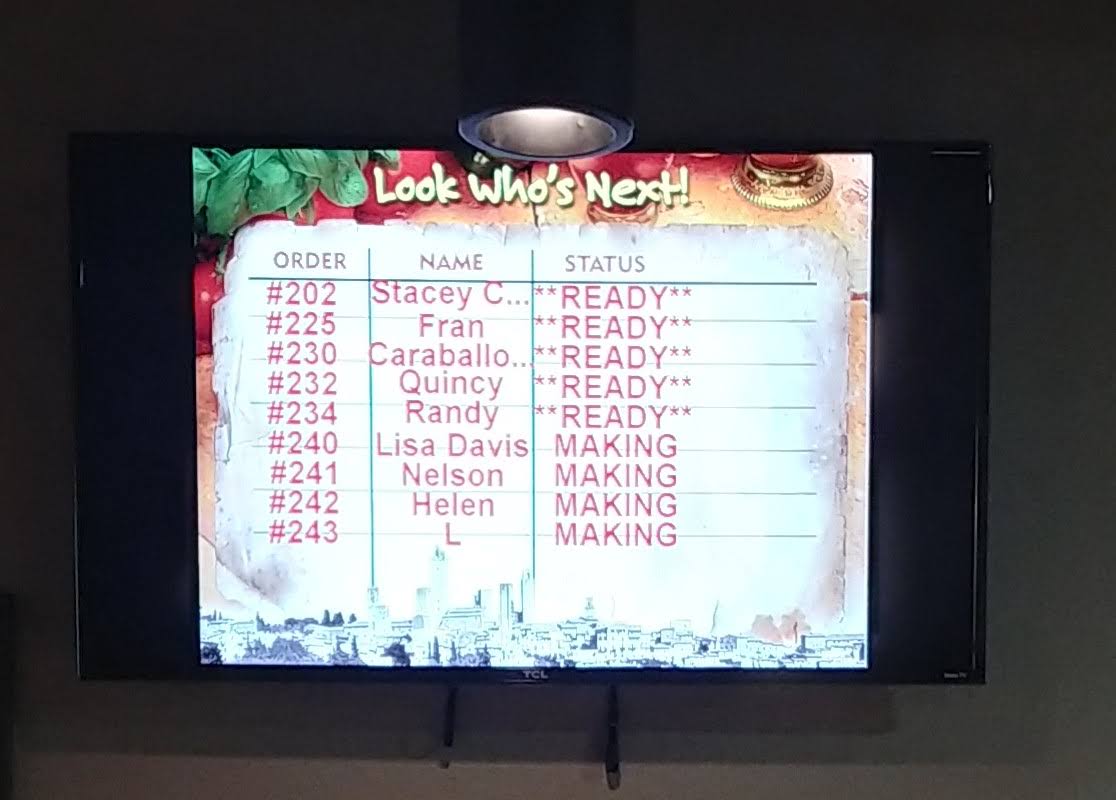 Look Who's Next!
ORDER NAME STATUS
#202 Stacey C... **READY**
#225 Fran **READY**
#230 Caraballo... **READY**
#232 Quincy **READY**
#234 Randy **READY**
#240 Lisa Davis MAKING
#241 Nelson MAKING
#242 Helen MAKING
#243 L MAKING
TCL